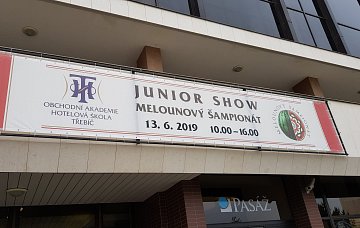 OBCHODNÍ AKADEMIE
HOTELOVÁ ŠKOLA
TŘEBÍČ
JUNIOR SHOW
MELOUNOVÝ ŠAMPIONÁT
13. 6. 2019 10.00 – 16.00
PASÁŽ